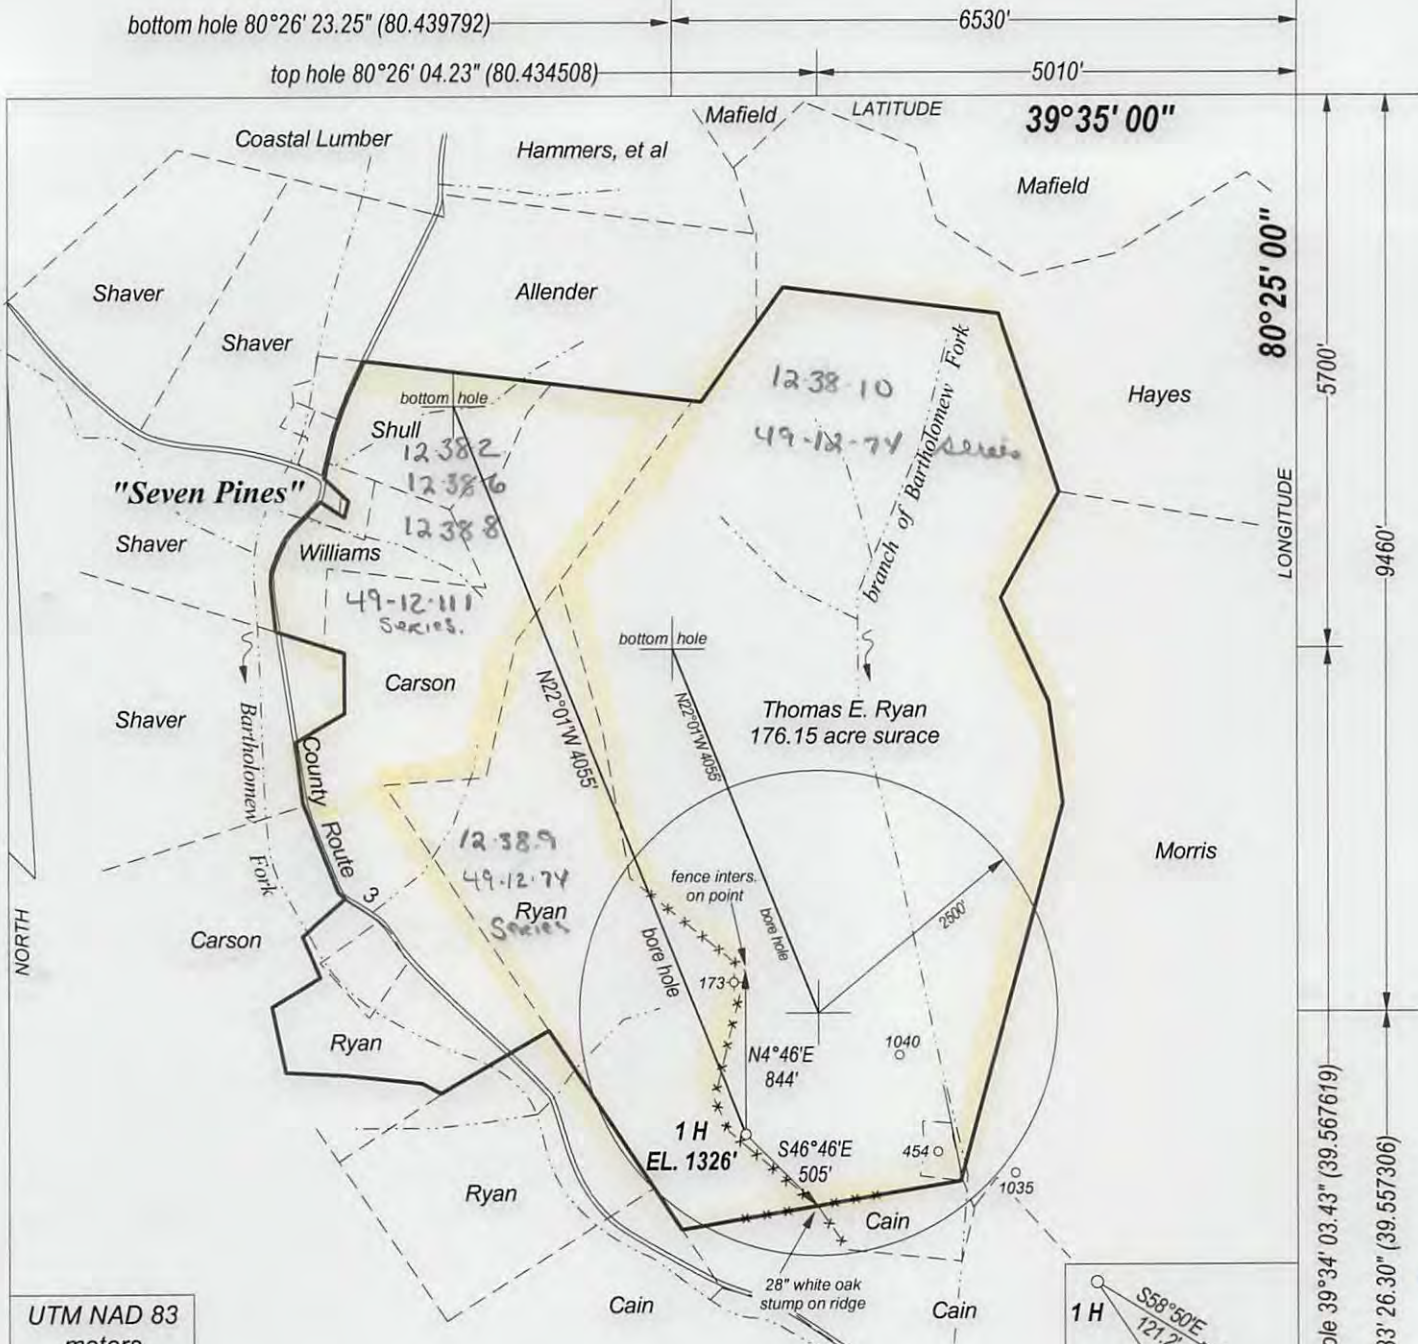 bottom hole 80°26' 23.25" (80.439792)
6530'
top hole 80°26' 04.23" (80.434508)
5010'
Mafield
LATITUDE
39°35' 00"
Coastal Lumber
Hammers, et al
Mafield
80°25' 00"
LONGITUDE
5700'
9460'
Shaver
Allender
Shaver
Hayes
12-38-10
49-12-74 series
branch of Bartholomew Fork
bottom hole
Shull
12 38 2
12 38 6
12 38 8
"Seven Pines"
Shaver
Williams
49-12-111
Series.
bottom hole
Carson
N22°01'W 4055'
N22°01'W 4055'
Thomas E. Ryan
176.15 acre surace
Shaver
Bartholomew
Fork
County Route 3
12-38-9
49-12-74
Ryan
Series
fence inters.
on point
bore hole
bore hole
2500'
Morris
NORTH
Carson
173
Ryan
N4°46'E
844'
1040
1 H
EL. 1326'
S46°46'E
505'
454
1035
Ryan
Cain
28" white oak
stump on ridge
Cain
Cain
1 H
S58°50'E
UTM NAD 83
meters
39°34' 03.43" (39.567619)
26.30" (39.557306)